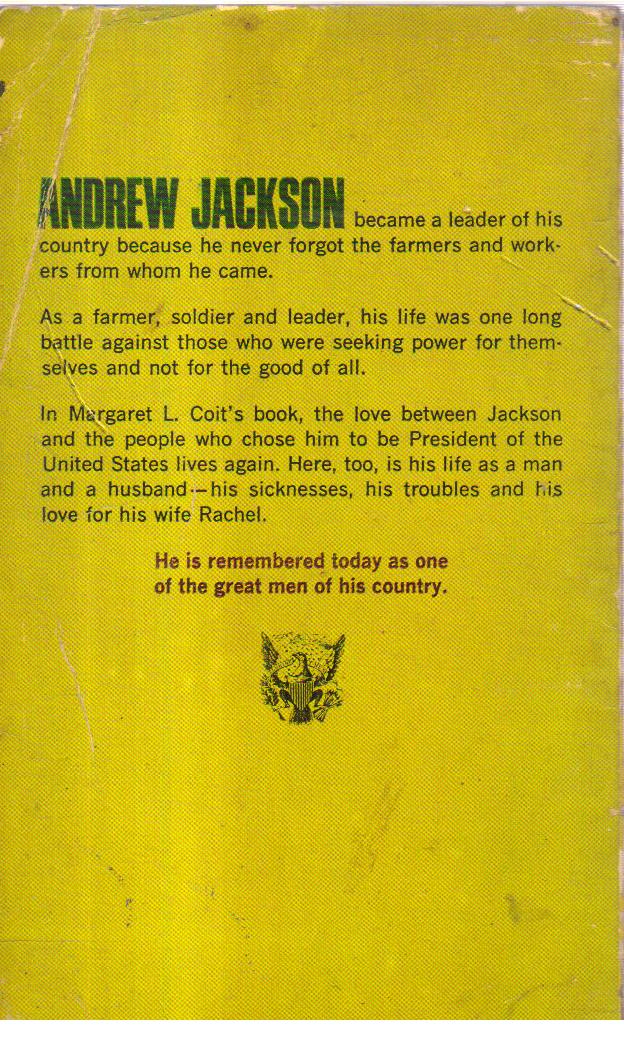 ANDREW JACKSON became a leader of his
country because he never forgot the farmers and work-
ers from whom he came.
As a farmer, soldier and leader, his life was one long
battle against those who were seeking power for them-
selves and not for the good of all.
In Margaret L. Coit's book, the love between Jackson
and the people who chose him to be President of the
United States lives again. Here, too, is his life as a man
and a husband--his sicknesses, his troubles and his
love for his wife Rachel.
He is remembered today as one
of the great men of his country.